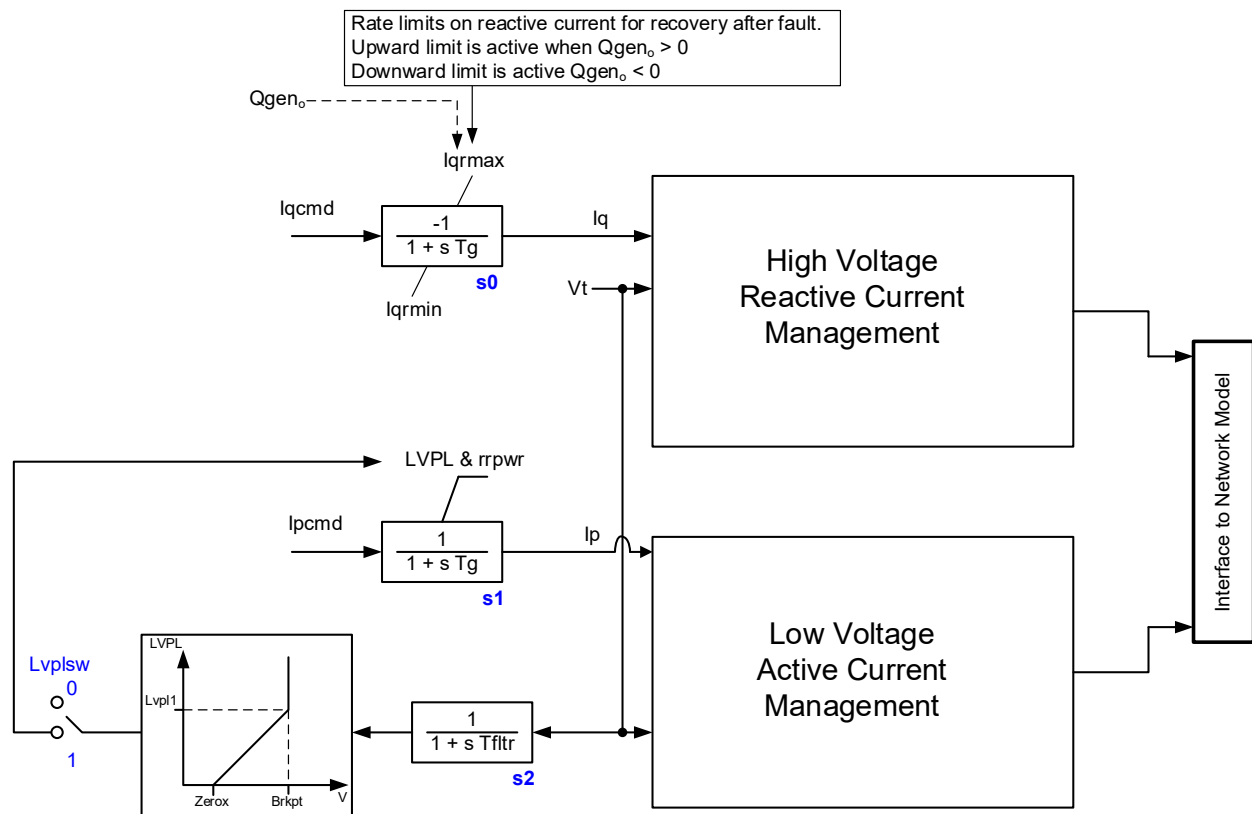 Rate limits on reactive current for recovery after fault.
Upward limit is active when Qgenₒ > 0
Downward limit is active Qgenₒ < 0
Qgenₒ
Iqrmax
Iqcmd
-1
1 + s Tg
s0
Iqrmin
Iq
Vt
High Voltage
Reactive Current
Management
Interface to Network Model
LVPL & rrpwr
Ipcmd
1
1 + s Tg
s1
Ip
Low Voltage
Active Current
Management
Lvplsw
0
1
LVPL
Lvpl1
Zerox
Brkpt
V
1
1 + s Tfltr
s2